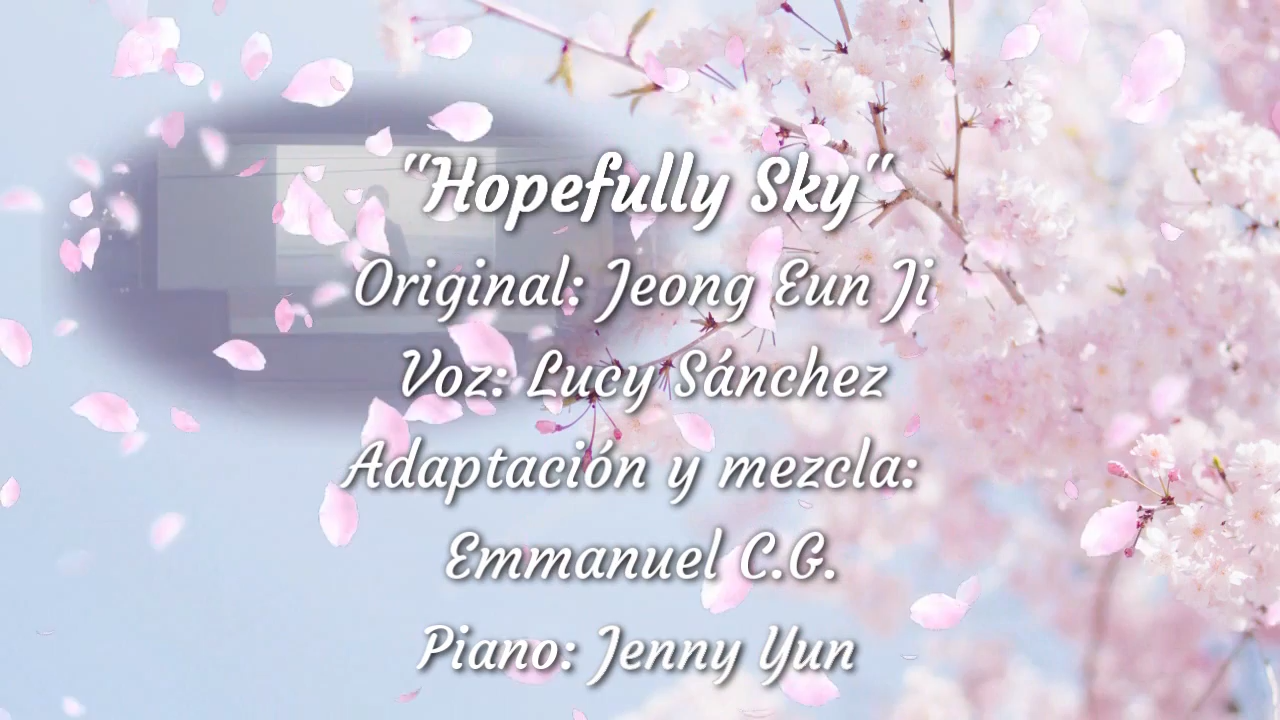 "Hopefully Sky"
Original: Jeong Eun Ji
Voz: Lucy Sánchez
Adaptación y mezcla:
Emmanuel C.G.
Piano: Jenny Yun